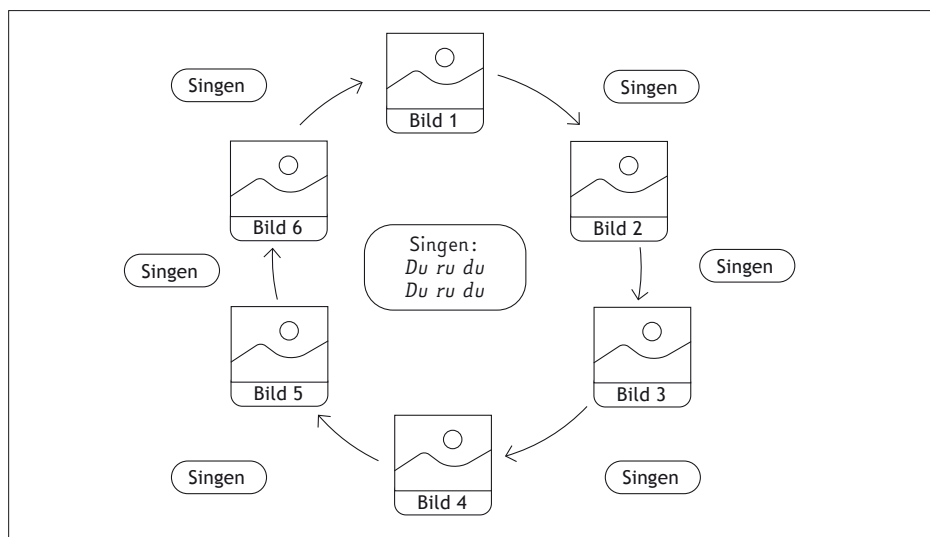 Singen
Bild 1
Singen
Bild 6
Bild 2
Singen:
Du ru du
Du ru du
Singen
Singen
Bild 5
Bild 3
Singen
Bild 4
Singen